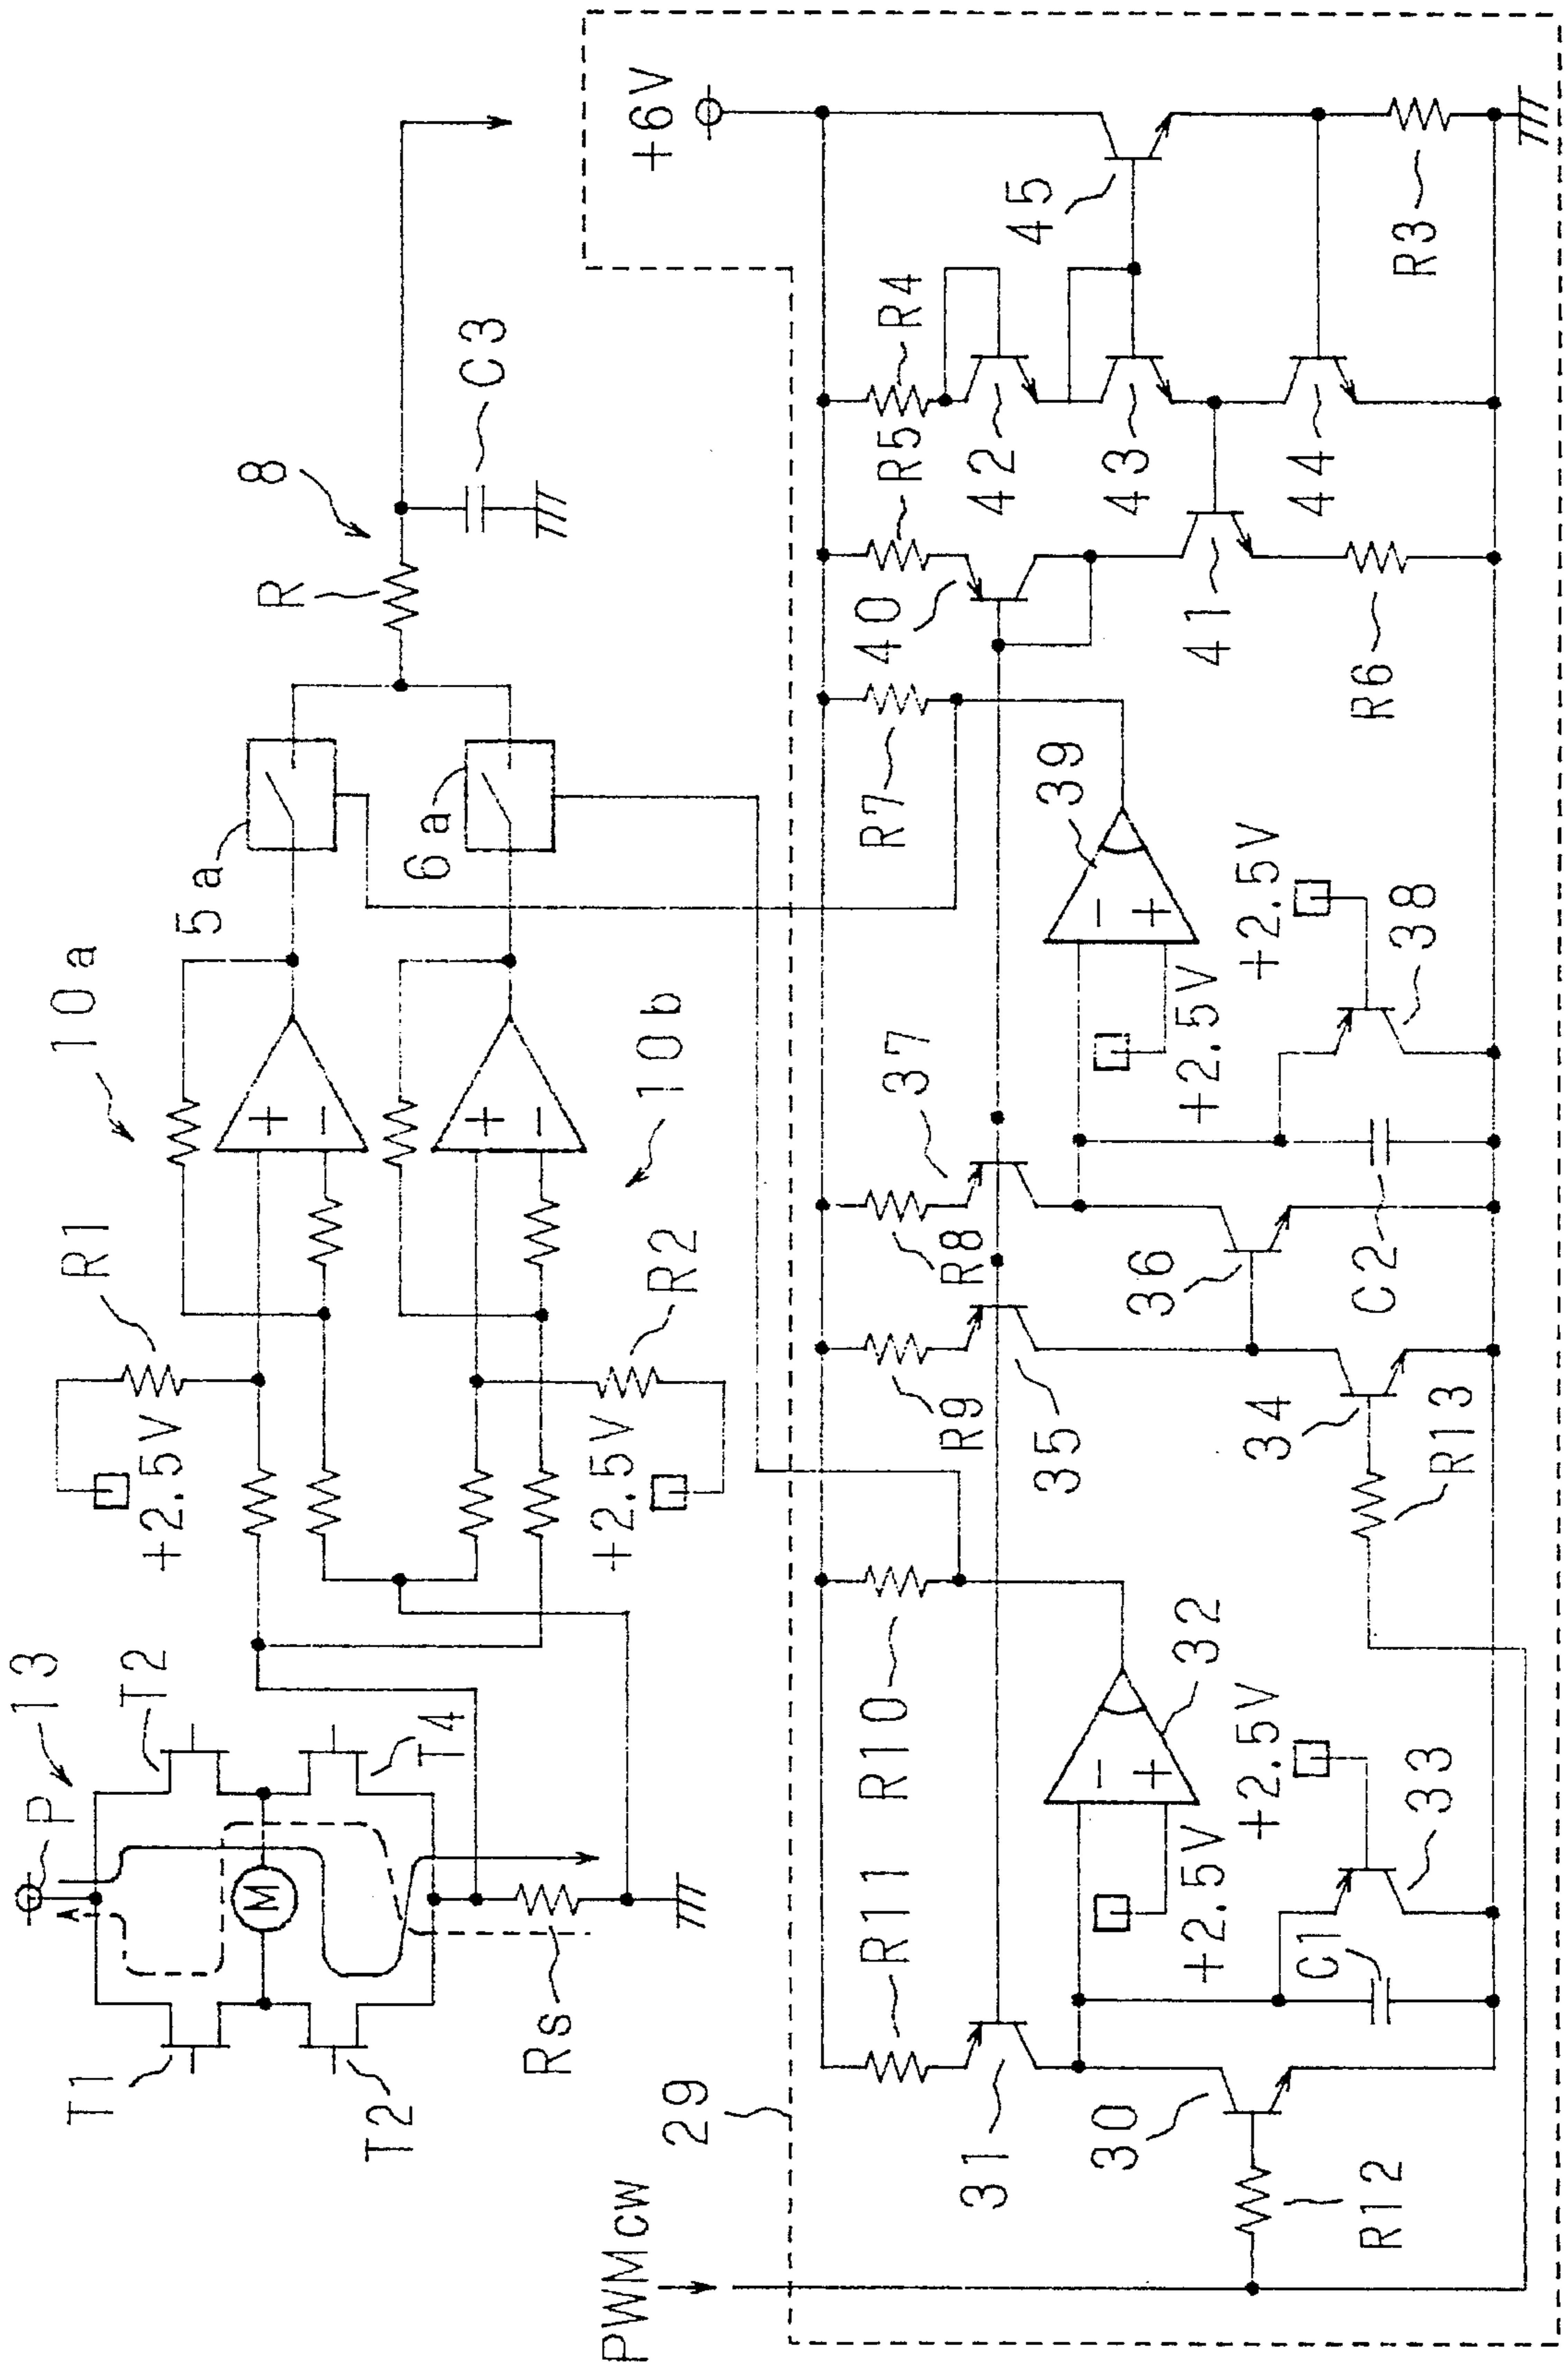 13
P
T1
T2
T2
T4
M
Rs
R1
+2.5V
10a
+
−
5a
+
−
10b
R2
+2.5V
6a
R
8
C3
+6V
29
PWMcw
R11
R10
R9
R8
R7
R5
R4
31
30
R12
32
−
+
+2.5V
+2.5V
C1
33
35
37
34
R13
36
C2
39
−
+
+2.5V
+2.5V
38
40
41
R6
42
43
44
45
R3